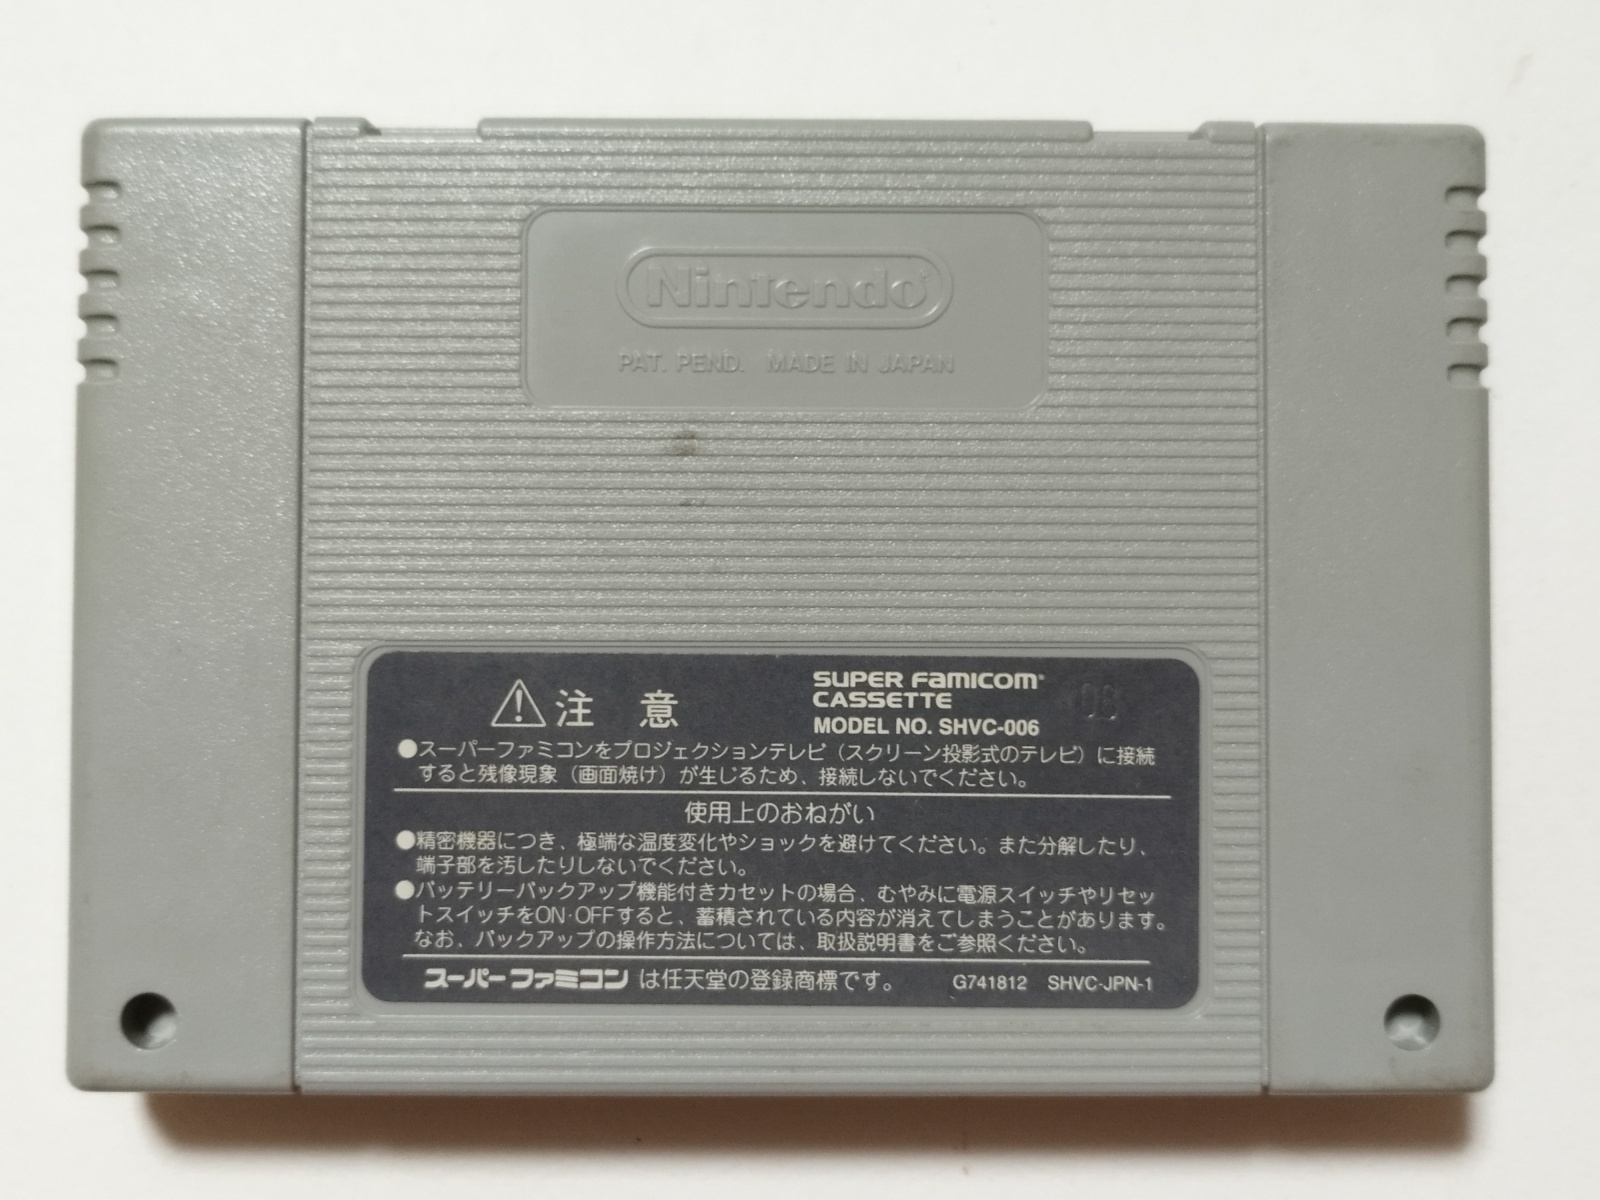 Nintendo®
PAT. PEND. MADE IN JAPAN
⚠注 意
SUPER FAMICOM®
CASSETTE
MODEL NO. SHVC-006
08
●スーパーファミコンをプロジェクションテレビ(スクリーン投影式のテレビ)に接続
すると残像現象(画面焼け)が生じるため、接続しないでください。
使用上のおねがい
●精密機器につき、極端な温度変化やショックを避けてください。また分解したり、
端子部を汚したりしないでください。
●バッテリーバックアップ機能付きカセットの場合、むやみに電源スイッチやリセッ
トスイッチをON·OFFすると、蓄積されている内容が消えてしまうことがあります。
なお、バックアップの操作方法については、取扱説明書をご参照ください。
スーパーファミコン は任天堂の登録商標です。 G741812 SHVC-JPN-1